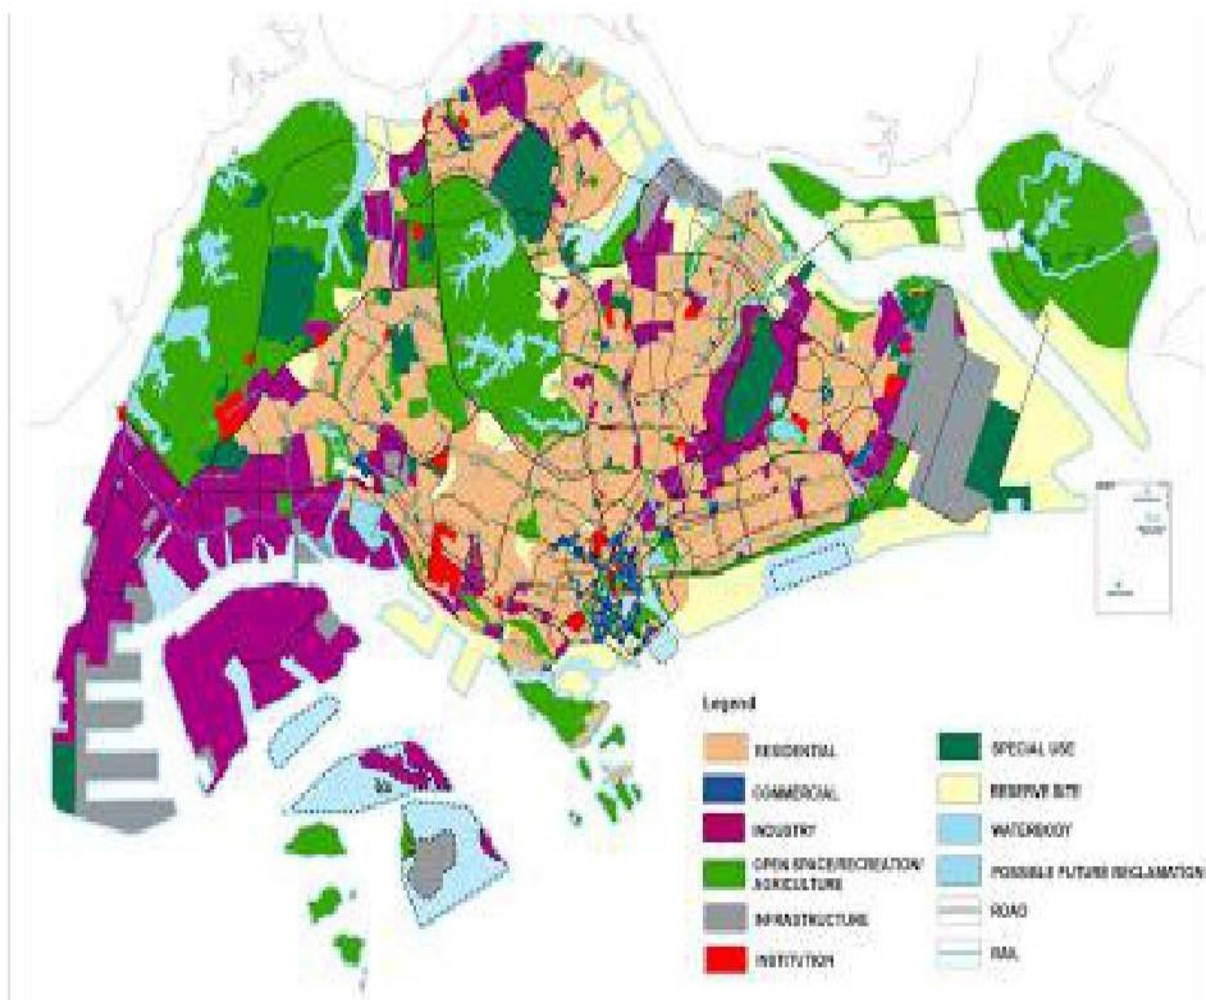 Legend
RESIDENTIAL
COMMERCIAL
INDUSTRY
OPEN SPACE/RECREATION/
AGRICULTURE
INFRASTRUCTURE
INSTITUTION
SPECIAL USE
RESERVE SITE
WATERBODY
POSSIBLE FUTURE RECLAMATION
ROAD
RAIL